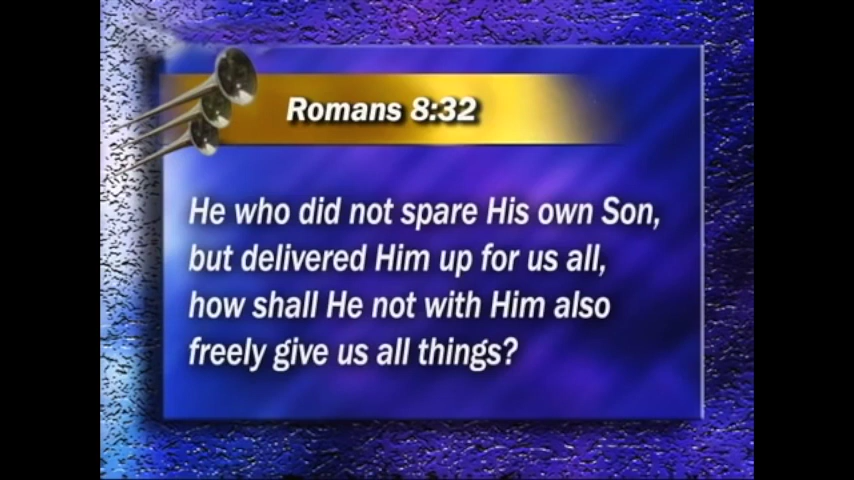 Romans 8:32
He who did not spare His own Son,
but delivered Him up for us all,
how shall He not with Him also
freely give us all things?